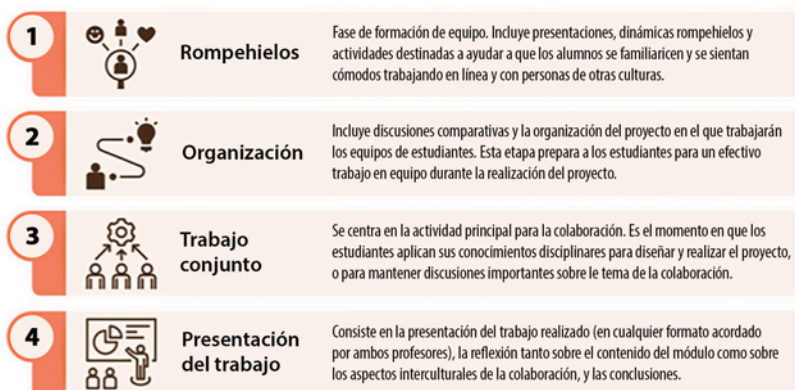 1
Rompehielos
Fase de formación de equipo. Incluye presentaciones, dinámicas rompehielos y
actividades destinadas a ayudar a que los alumnos se familiaricen y se sientan
cómodos trabajando en línea y con personas de otras culturas.
2
Organización
Incluye discusiones comparativas y la organización del proyecto en el que trabajarán
los equipos de estudiantes. Esta etapa prepara a los estudiantes para un efectivo
trabajo en equipo durante la realización del proyecto.
3
Trabajo
conjunto
Se centra en la actividad principal para la colaboración. Es el momento en que los
estudiantes aplican sus conocimientos disciplinares para diseñar y realizar el proyecto,
o para mantener discusiones importantes sobre le tema de la colaboración.
4
Presentación
del trabajo
Consiste en la presentación del trabajo realizado (en cualquier formato acordado
por ambos profesores), la reflexión tanto sobre el contenido del módulo como sobre
los aspectos interculturales de la colaboración, y las conclusiones.